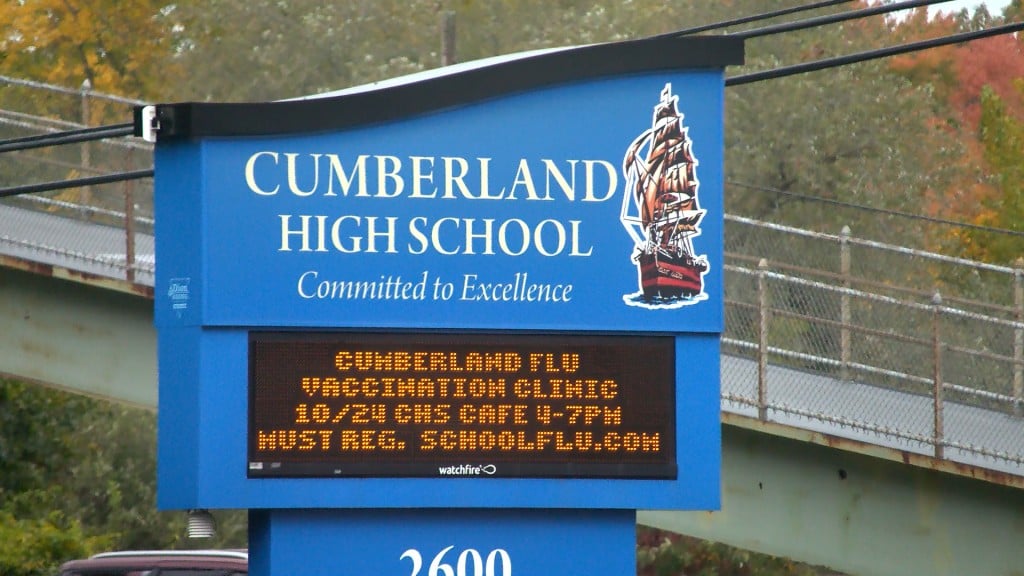 CUMBERLAND
HIGH SCHOOL
Committed to Excellence
CUMBERLAND FLU
VACCINATION CLINIC
10/24 CHS CAFE 4-7PM
MUST REG. SCHOOLFLU.COM
watchfire
2600